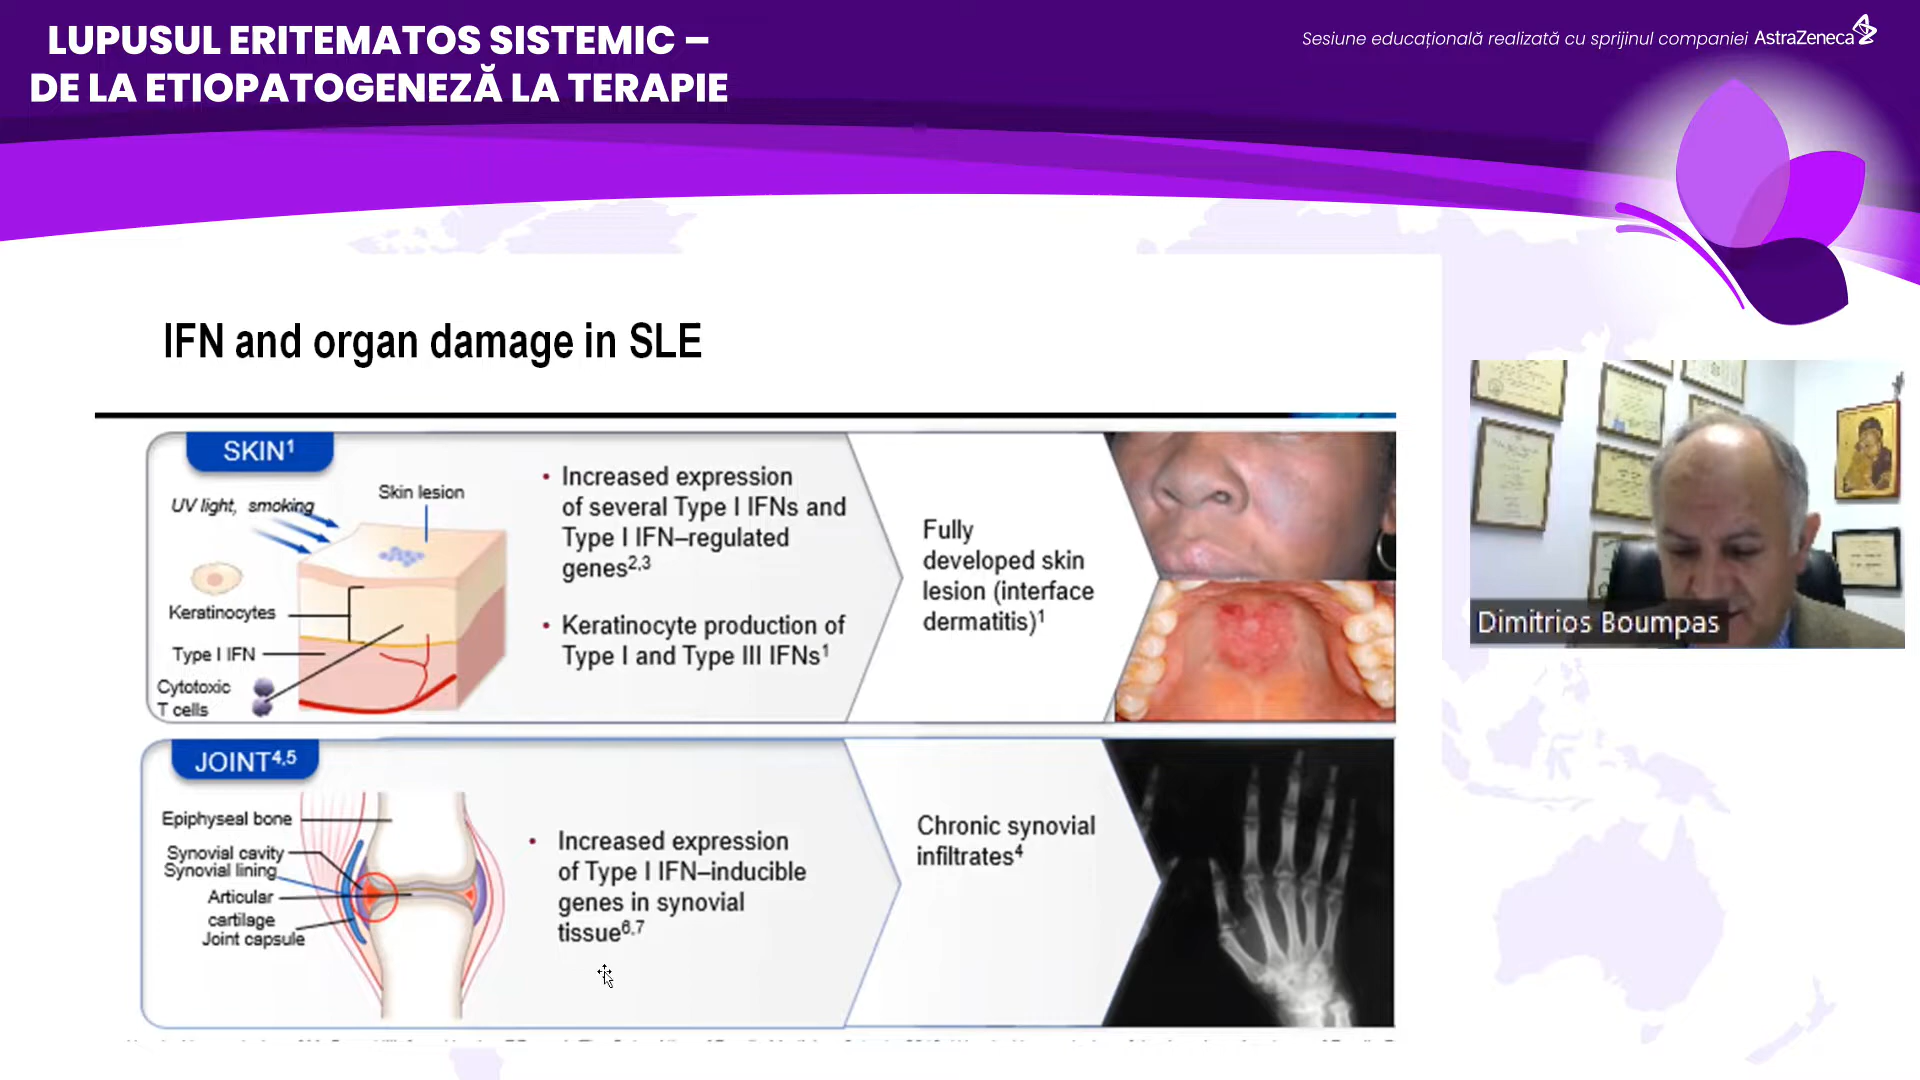 LUPUSUL ERITEMATOS SISTEMIC –
DE LA ETIOPATOGENEZĂ LA TERAPIE
Sesiune educațională realizată cu sprijinul companiei AstraZeneca
IFN and organ damage in SLE
SKIN1
UV light, smoking
Skin lesion
Keratinocytes
Type I IFN
Cytotoxic
T cells
• Increased expression
of several Type I IFNs and
Type I IFN–regulated
genes2,3
• Keratinocyte production of
Type I and Type III IFNs1
Fully
developed skin
lesion (interface
dermatitis)1
Dimitrios Boumpas
JOINT4,5
Epiphyseal bone
Synovial cavity
Synovial lining
Articular
cartilage
Joint capsule
• Increased expression
of Type I IFN–inducible
genes in synovial
tissue6,7
Chronic synovial
infiltrates4